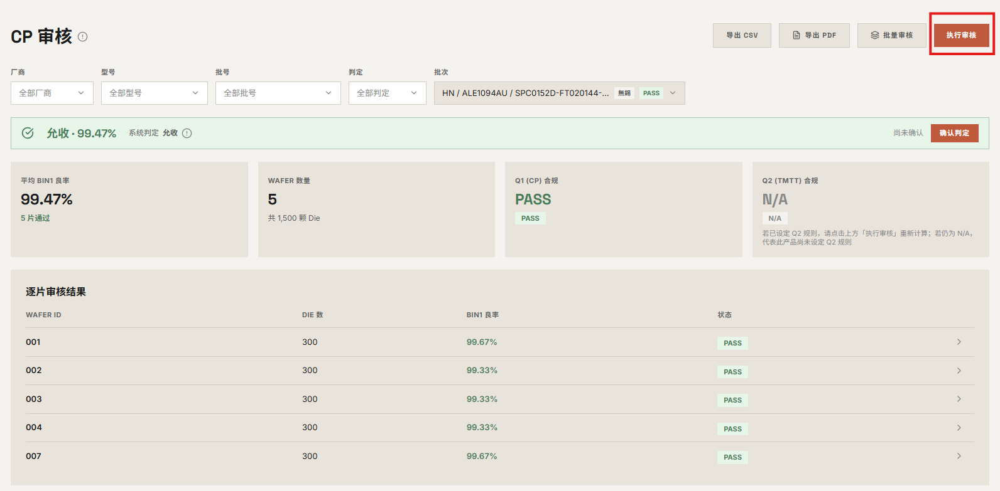 CP 审核
导出 CSV
导出 PDF
批量审核
执行审核
厂商
型号
批号
判定
批次
全部厂商
全部型号
全部批号
全部判定
HN / ALE1094AU / SPC0152D-FT020144-... 無錫 PASS
允收 · 99.47% 系统判定 允收
尚未确认 确认判定
平均 BIN1 良率
99.47%
5 片通过
WAFER 数量
5
共 1,500 颗 Die
Q1 (CP) 合规
PASS
PASS
Q2 (TMTT) 合规
N/A
N/A
若已设定 Q2 规则，请点击上方「执行审核」重新计算；若仍为 N/A，
代表此产品尚未设定 Q2 规则
逐片审核结果
WAFER ID DIE 数 BIN1 良率 状态
001 300 99.67% PASS
002 300 99.33% PASS
003 300 99.33% PASS
004 300 99.33% PASS
007 300 99.67% PASS